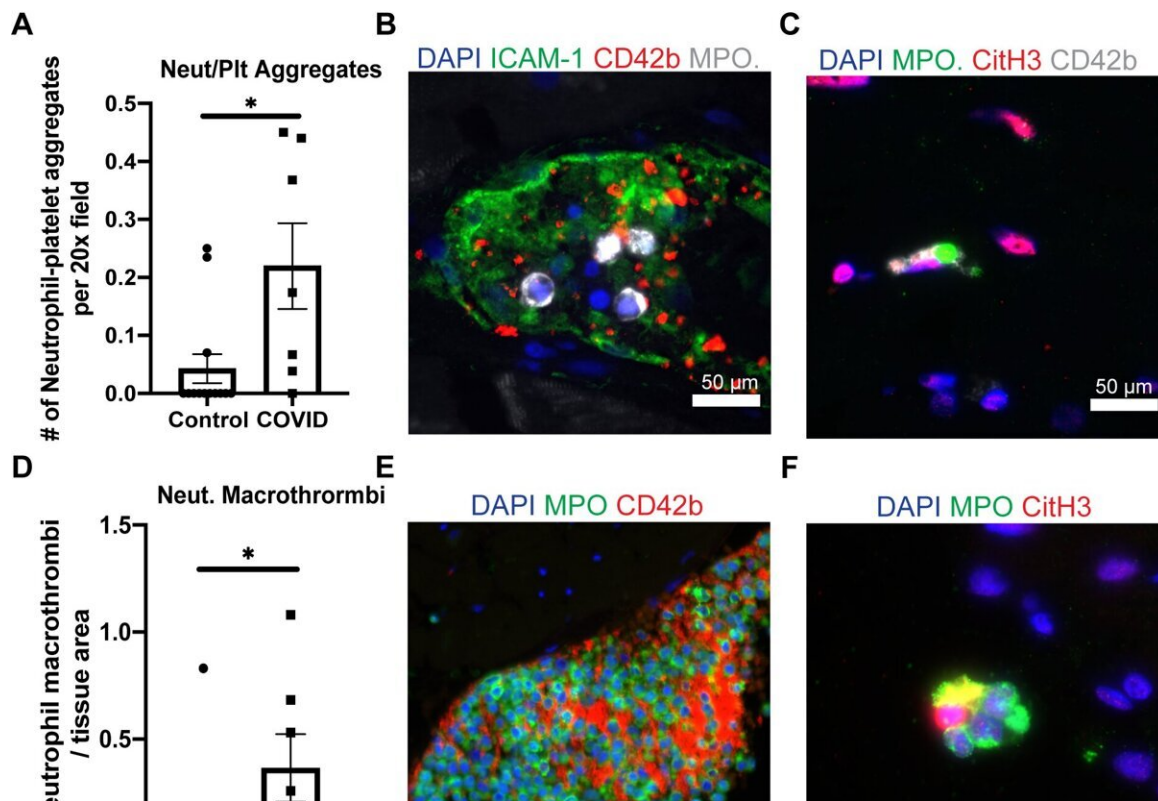 A
Neut/Plt Aggregates
*
0.5
0.4
0.3
0.2
0.1
0.0
# of Neutrophil-platelet aggregates
per 20x field
Control COVID
B
DAPI ICAM-1 CD42b MPO.
50 µm
C
DAPI MPO. CitH3 CD42b
50 µm
D
Neut. Macrothrormbi
*
1.5
1.0
0.5
macrothrombi
/ tissue area
E
DAPI MPO CD42b
F
DAPI MPO CitH3